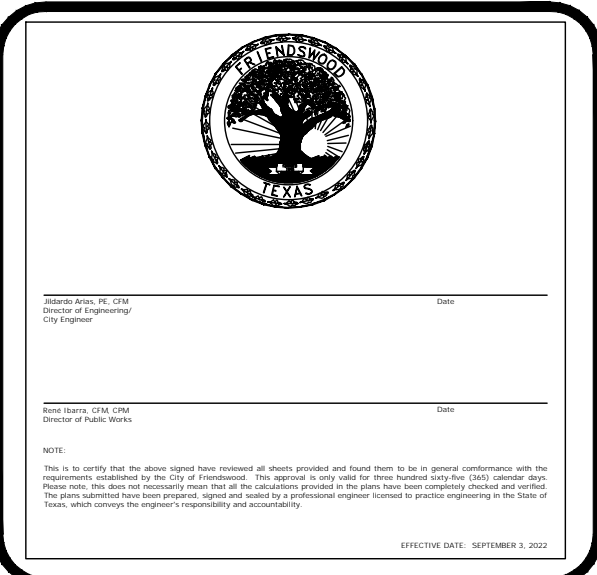 FRIENDSWOOD
TEXAS
Jildardo Arias, PE, CFM Date
Director of Engineering/
City Engineer
René Ibarra, CFM, CPM Date
Director of Public Works
NOTE:
This is to certify that the above signed have reviewed all sheets provided and found them to be in general comformance with the
requirements established by the City of Friendswood. This approval is only valid for three hundred sixty-five (365) calendar days.
Please note, this does not necessarily mean that all the calculations provided in the plans have been completely checked and verified.
The plans submitted have been prepared, signed and sealed by a professional engineer licensed to practice engineering in the State of
Texas, which conveys the engineer's responsibility and accountability.
EFFECTIVE DATE: SEPTEMBER 3, 2022